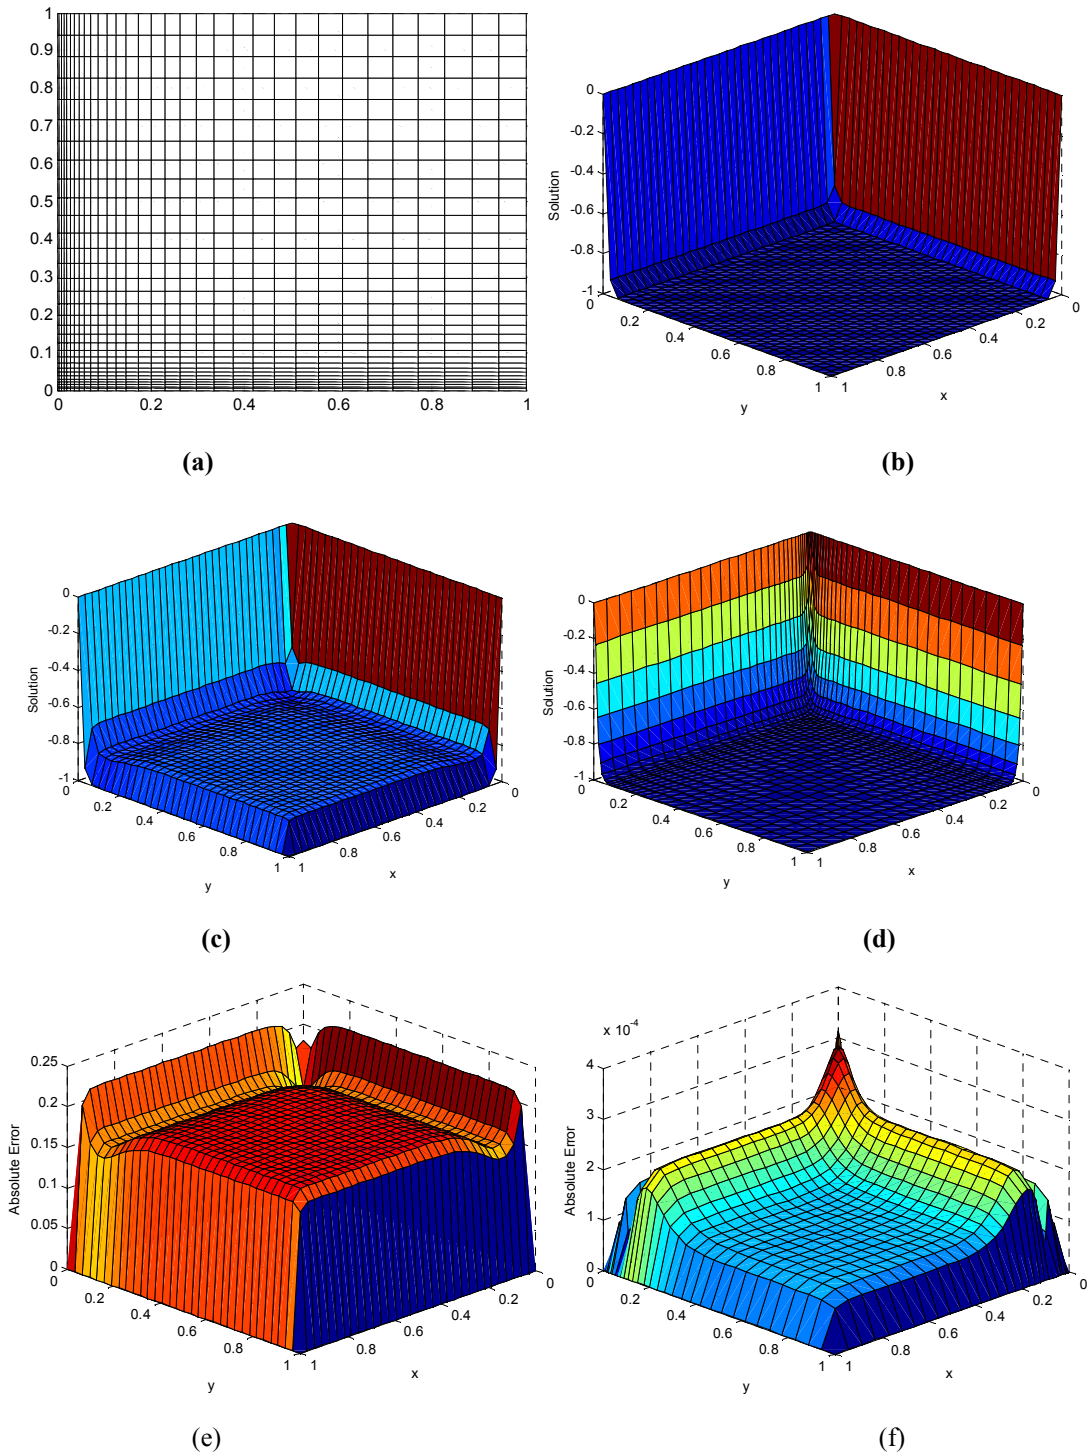 1
0.9
0.8
0.7
0.6
0.5
0.4
0.3
0.2
0.1
0
0 0.2 0.4 0.6 0.8 1
(a)
0
-0.2
-0.4
-0.6
-0.8
-1
Solution
0 0.2 0.4 0.6 0.8 1
y
1 0.8 0.6 0.4 0.2 0
x
(b)
0
-0.2
-0.4
-0.6
-0.8
-1
Solution
0 0.2 0.4 0.6 0.8 1
y
1 0.8 0.6 0.4 0.2 0
x
(c)
0
-0.2
-0.4
-0.6
-0.8
-1
Solution
0 0.2 0.4 0.6 0.8 1
y
1 0.8 0.6 0.4 0.2 0
x
(d)
0.25
0.2
0.15
0.1
0.05
0
Absolute Error
0 0.2 0.4 0.6 0.8 1
y
1 0.8 0.6 0.4 0.2 0
x
(e)
x 10⁻⁴
4
3
2
1
0
Absolute Error
0 0.2 0.4 0.6 0.8 1
y
1 0.8 0.6 0.4 0.2 0
x
(f)